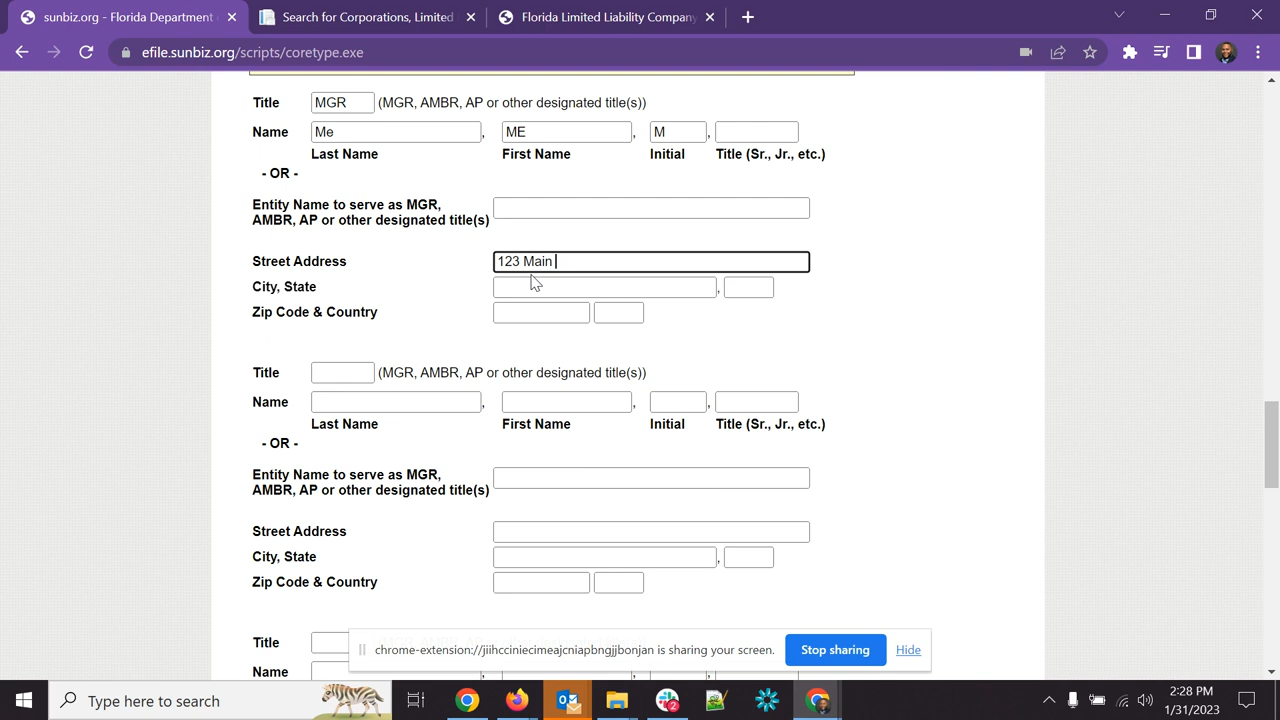 sunbiz.org - Florida Department
Search for Corporations, Limited
Florida Limited Liability Company
efile.sunbiz.org/scripts/coretype.exe
Title MGR (MGR, AMBR, AP or other designated title(s))
Name Me , ME , M ,
Last Name First Name Initial Title (Sr., Jr., etc.)
- OR -
Entity Name to serve as MGR,
AMBR, AP or other designated title(s)
Street Address 123 Main
City, State ,
Zip Code & Country
Title (MGR, AMBR, AP or other designated title(s))
Name , , ,
Last Name First Name Initial Title (Sr., Jr., etc.)
- OR -
Entity Name to serve as MGR,
AMBR, AP or other designated title(s)
Street Address
City, State ,
Zip Code & Country
Title
chrome-extension://jiihcciniecimeajcniapbngjjbonjan is sharing your screen. Stop sharing Hide
Name
Type here to search
2
2:28 PM
1/31/2023